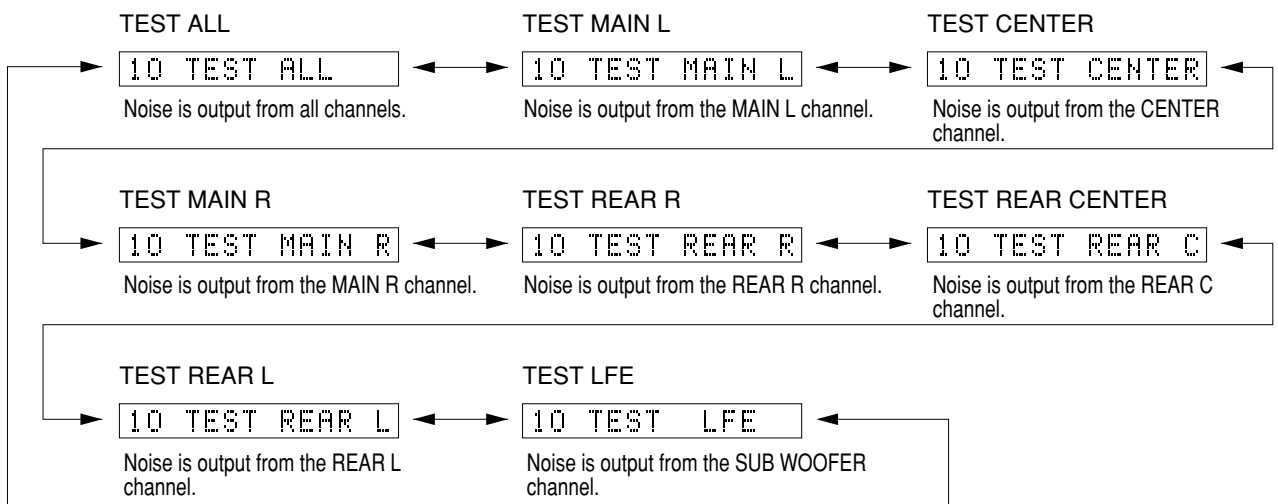 TEST ALL
TEST MAIN L
TEST CENTER
10 TEST ALL
10 TEST MAIN L
10 TEST CENTER
Noise is output from all channels.
Noise is output from the MAIN L channel.
Noise is output from the CENTER
channel.
TEST MAIN R
TEST REAR R
TEST REAR CENTER
10 TEST MAIN R
10 TEST REAR R
10 TEST REAR C
Noise is output from the MAIN R channel.
Noise is output from the REAR R channel.
Noise is output from the REAR C
channel.
TEST REAR L
TEST LFE
10 TEST REAR L
10 TEST LFE
Noise is output from the REAR L
channel.
Noise is output from the SUB WOOFER
channel.